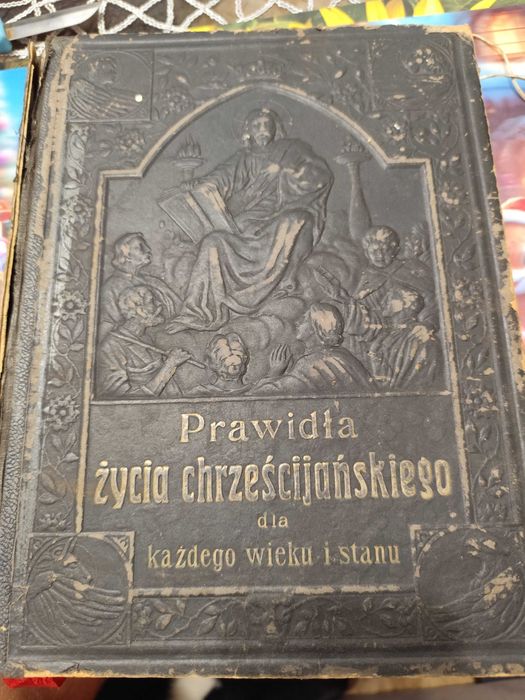 Prawidła
życia chrześcijańskiego
dla
każdego wieku i stanu